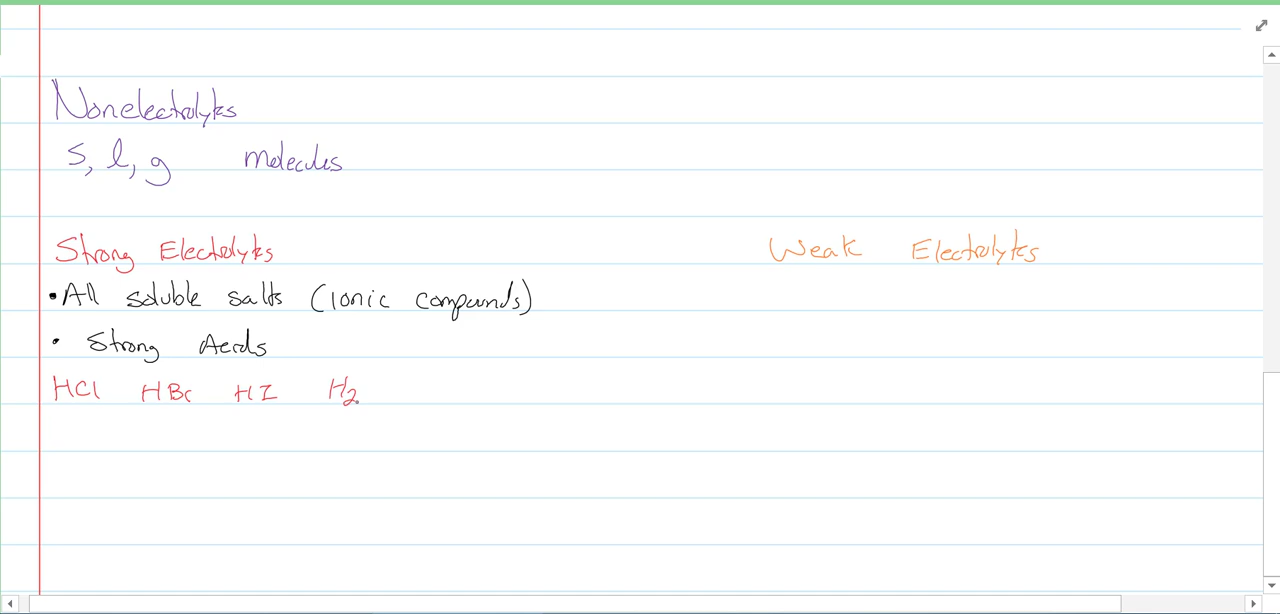 Nonelectrolytes
s, l, g molecules
Strong Electrolytes Weak Electrolytes
• All soluble salts (ionic compounds)
• Strong Acids
HCl HBr HI H2